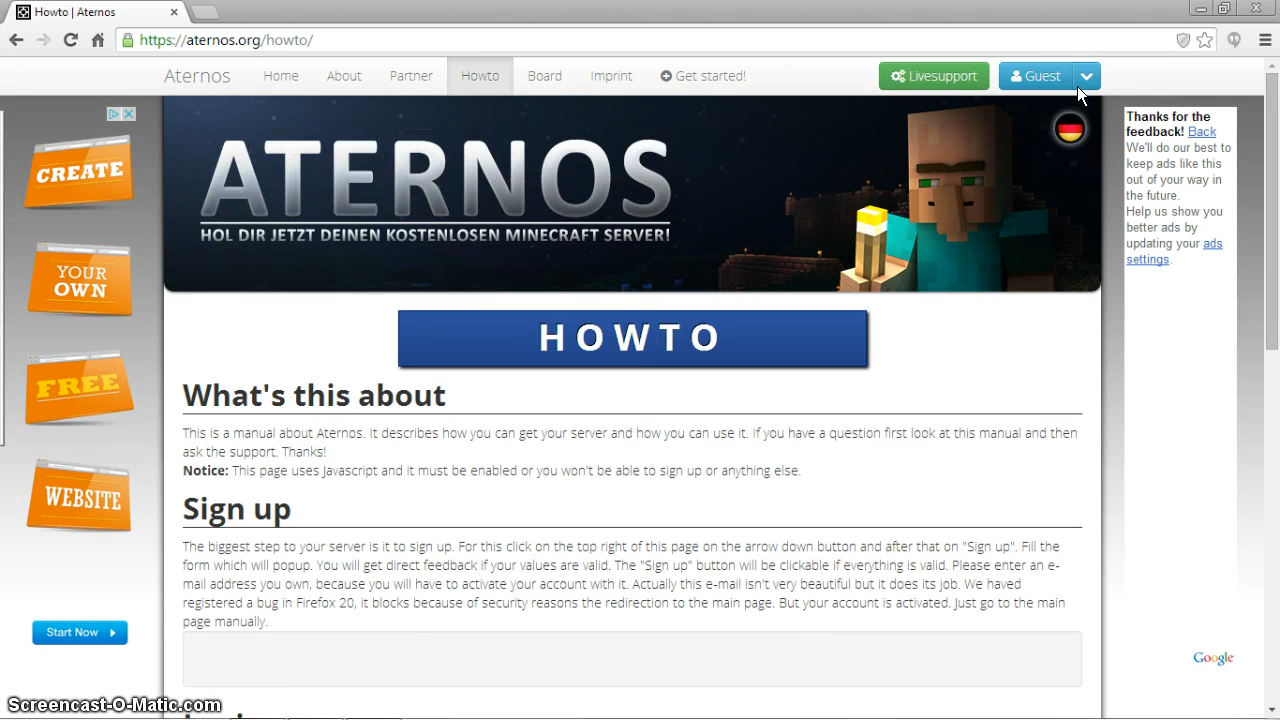 Howto | Aternos
https://aternos.org/howto/
Aternos Home About Partner Howto Board Imprint Get started! Livesupport Guest
CREATE
YOUR
OWN
FREE
WEBSITE
Start Now
ATERNOS
HOL DIR JETZT DEINEN KOSTENLOSEN MINECRAFT SERVER!
Thanks for the
feedback! Back
We'll do our best to
keep ads like this
out of your way in
the future.
Help us show you
better ads by
updating your ads
settings.
Google
HOWTO
What's this about
This is a manual about Aternos. It describes how you can get your server and how you can use it. If you have a question first look at this manual and then
ask the support. Thanks!
Notice: This page uses Javascript and it must be enabled or you won't be able to sign up or anything else.
Sign up
The biggest step to your server is it to sign up. For this click on the top right of this page on the arrow down button and after that on "Sign up". Fill the
form which will popup. You will get direct feedback if your values are valid. The "Sign up" button will be clickable if everything is valid. Please enter an e-
mail address you own, because you will have to activate your account with it. Actually this e-mail isn't very beautiful but it does its job. We haved
registered a bug in Firefox 20, it blocks because of security reasons the redirection to the main page. But your account is activated. Just go to the main
page manually.
Screencast-O-Matic.com